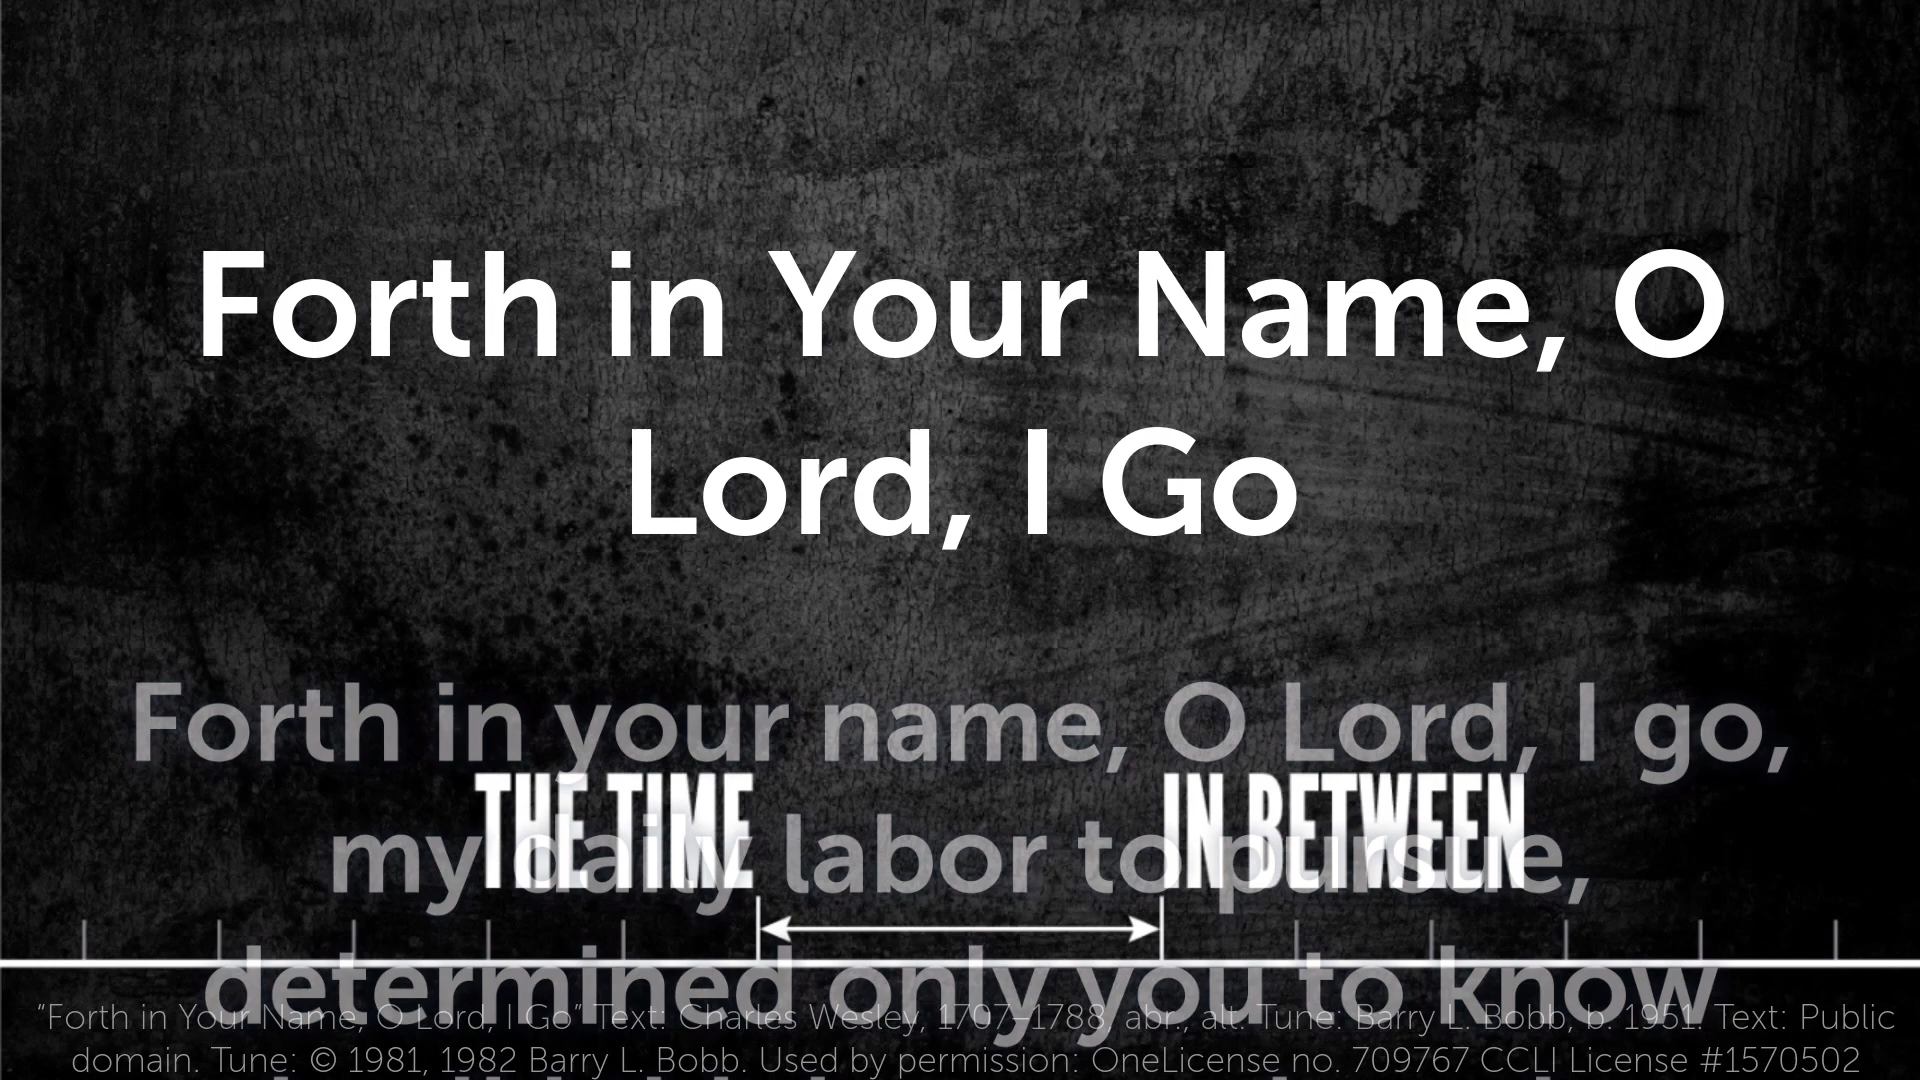 Forth in Your Name, O
Lord, I Go
Forth in your name, O Lord, I go,
THE TIME IN BETWEEN
my daily labor to pursue,
determined only you to know
“Forth in Your Name, O Lord, I Go” Text: Charles Wesley, 1707–1788, abr., alt. Tune: Barry L. Bobb, b. 1951. Text: Public
domain. Tune: © 1981, 1982 Barry L. Bobb. Used by permission: OneLicense no. 709767 CCLI License #1570502